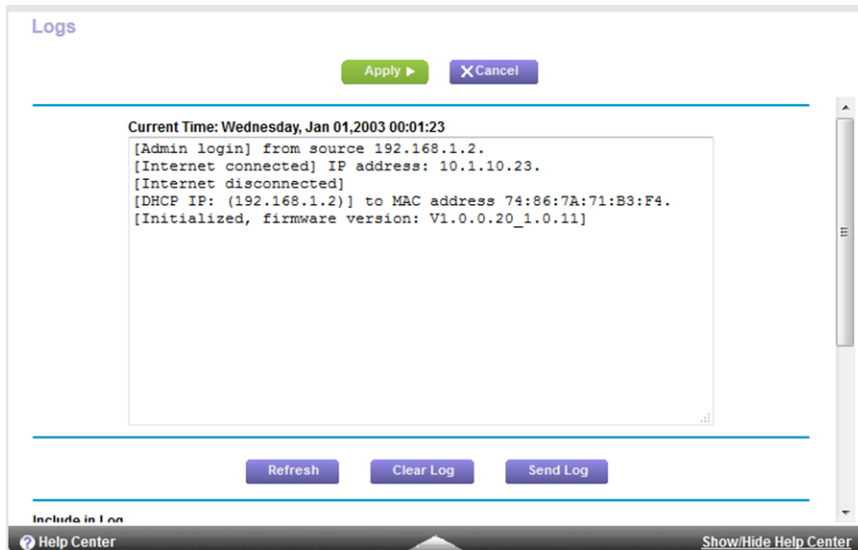 Logs
Apply
Cancel
Current Time: Wednesday, Jan 01,2003 00:01:23
[Admin login] from source 192.168.1.2.
[Internet connected] IP address: 10.1.10.23.
[Internet disconnected]
[DHCP IP: (192.168.1.2)] to MAC address 74:86:7A:71:B3:F4.
[Initialized, firmware version: V1.0.0.20_1.0.11]
Refresh Clear Log Send Log
Include in Log
Help Center Show/Hide Help Center